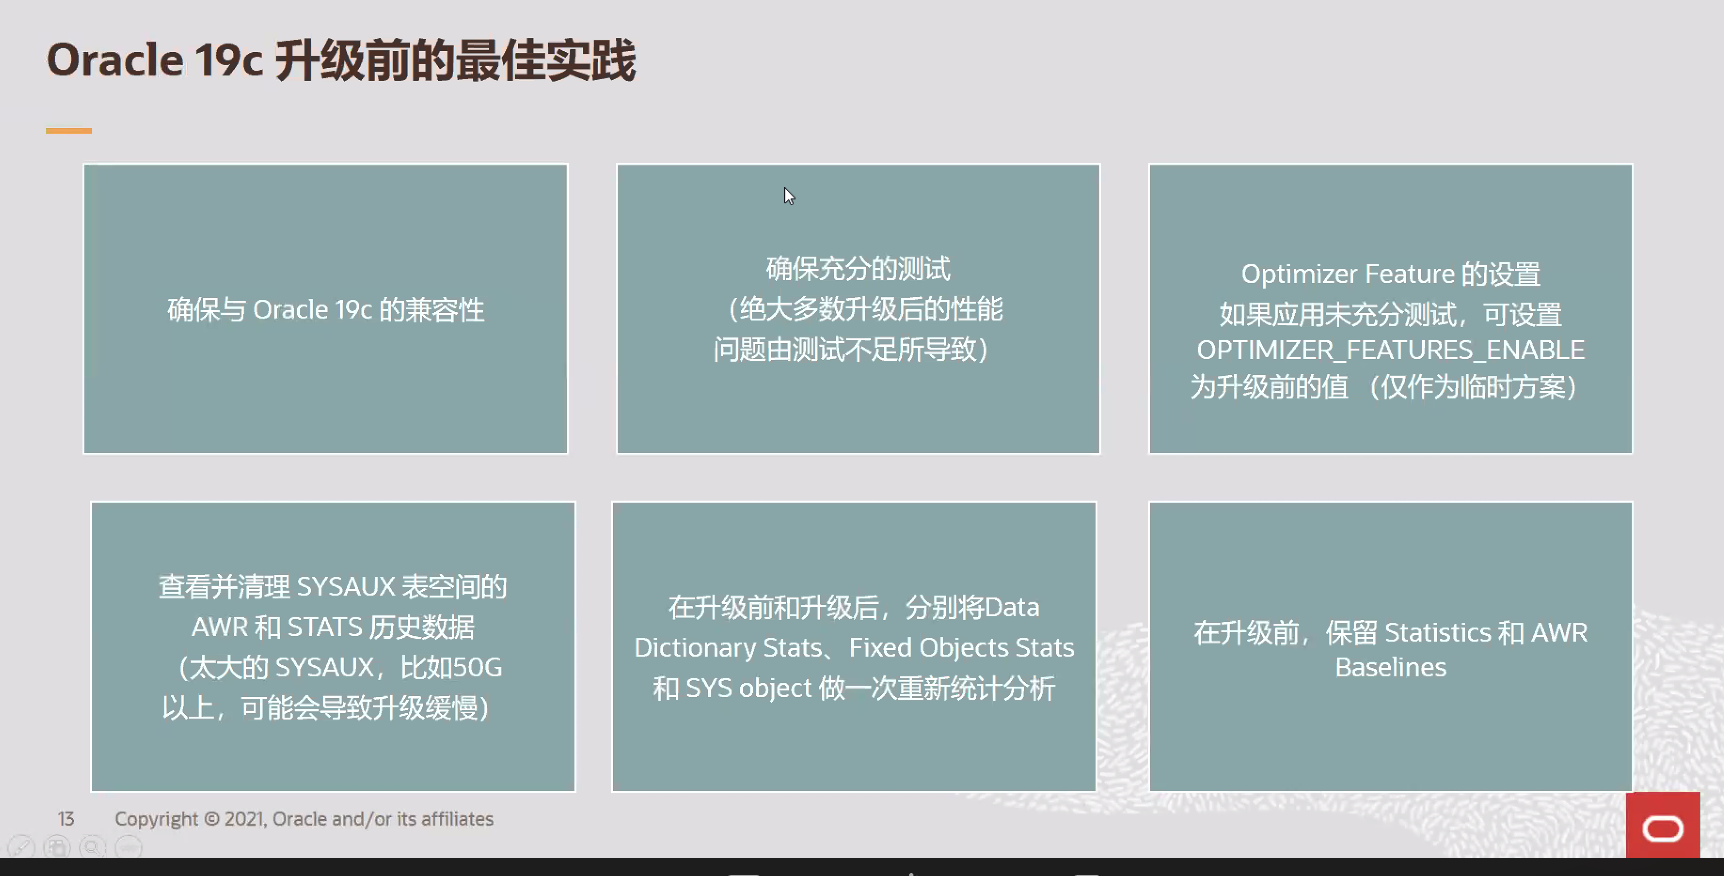 Oracle 19c 升级前的最佳实践
确保与 Oracle 19c 的兼容性
确保充分的测试
（绝大多数升级后的性能
问题由测试不足所导致）
Optimizer Feature 的设置
如果应用未充分测试，可设置
OPTIMIZER_FEATURES_ENABLE
为升级前的值 （仅作为临时方案）
查看并清理 SYSAUX 表空间的
AWR 和 STATS 历史数据
（太大的 SYSAUX，比如50G
以上，可能会导致升级缓慢）
在升级前和升级后，分别将Data
Dictionary Stats、Fixed Objects Stats
和 SYS object 做一次重新统计分析
在升级前，保留 Statistics 和 AWR
Baselines
13 Copyright © 2021, Oracle and/or its affiliates